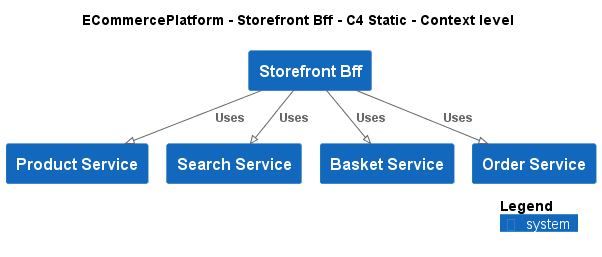 ECommercePlatform - Storefront Bff - C4 Static - Context level
Storefront Bff
Uses
Uses
Uses
Uses
Product Service
Search Service
Basket Service
Order Service
Legend
system